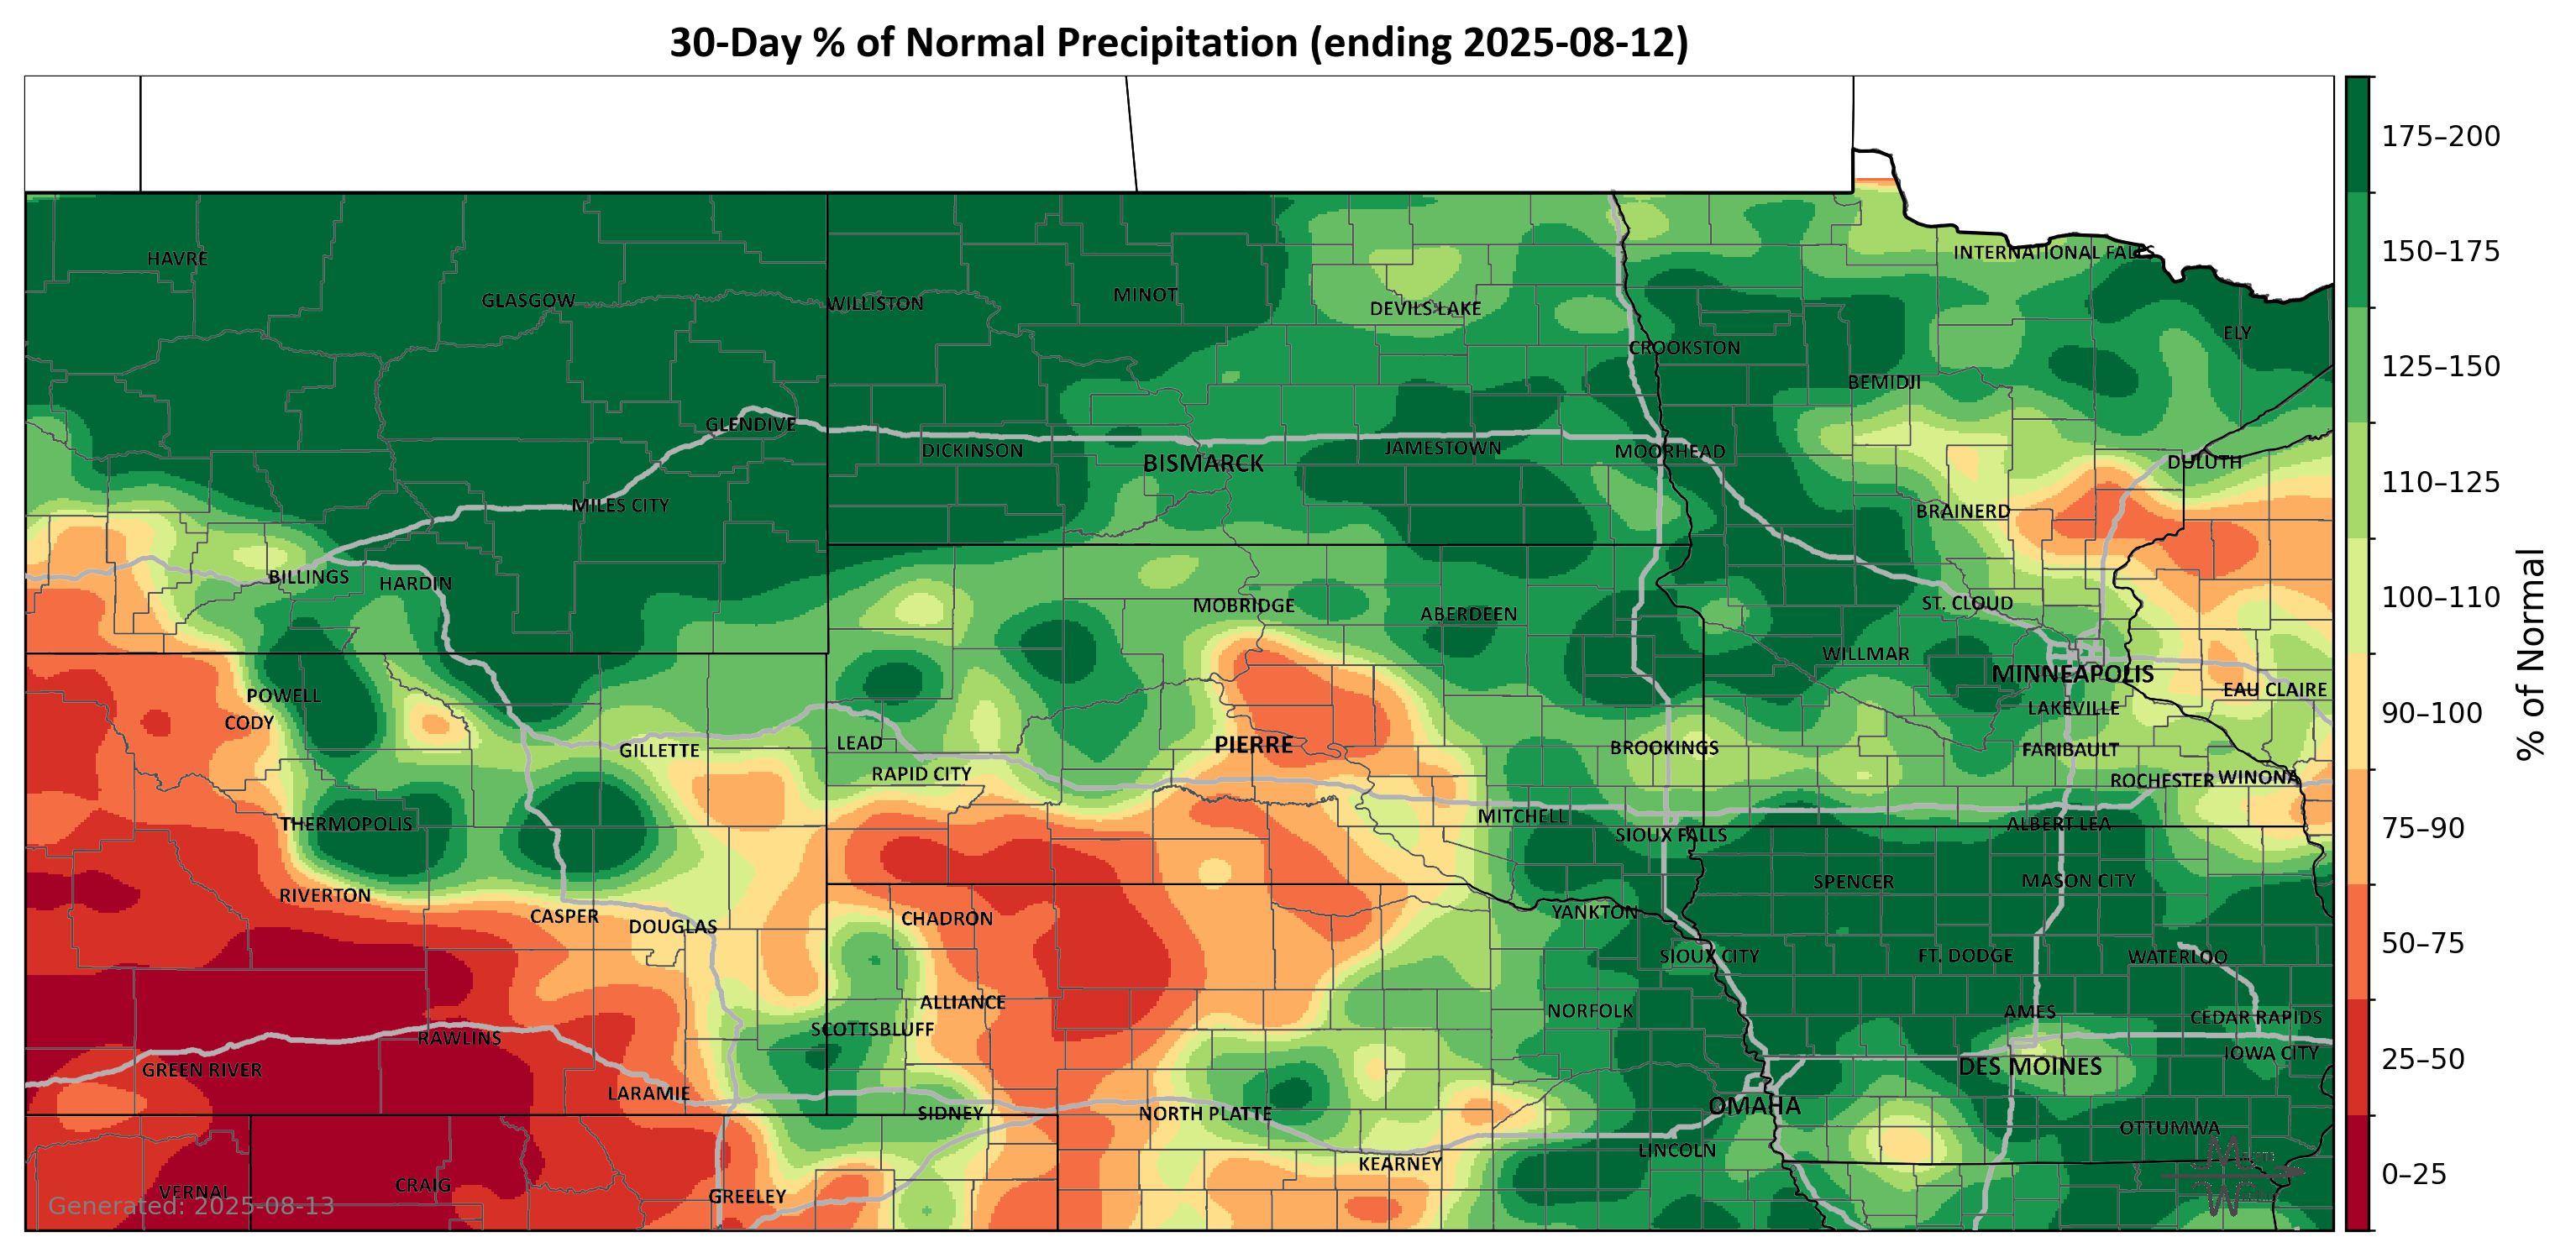 30-Day % of Normal Precipitation (ending 2025-08-12)
175–200
INTERNATIONAL FALLS
150–175
HAVRE
GLASGOW
WILLISTON
MINOT
DEVILS LAKE
ELY
CROOKSTON
125–150
BEMIDJI
GLENDIVE
DICKINSON
BISMARCK
JAMESTOWN
MOORHEAD
DULUTH
110–125
MILES CITY
BRAINERD
BILLINGS
HARDIN
MOBRIDGE
ABERDEEN
ST. CLOUD
100–110
WILLMAR
MINNEAPOLIS
POWELL
EAU CLAIRE
CODY
LAKEVILLE
90–100
% of Normal
GILLETTE
LEAD
PIERRE
BROOKINGS
FARIBAULT
RAPID CITY
ROCHESTER
WINONA
THERMOPOLIS
MITCHELL
SIOUX FALLS
ALBERT LEA
75–90
RIVERTON
SPENCER
MASON CITY
CASPER
DOUGLAS
CHADRON
YANKTON
50–75
SIOUX CITY
FT. DODGE
WATERLOO
ALLIANCE
NORFOLK
AMES
CEDAR RAPIDS
SCOTTSBLUFF
RAWLINS
IOWA CITY
25–50
GREEN RIVER
DES MOINES
LARAMIE
SIDNEY
NORTH PLATTE
OMAHA
OTTUMWA
LINCOLN
KEARNEY
0–25
VERNAL
CRAIG
GREELEY
Generated: 2025-08-13